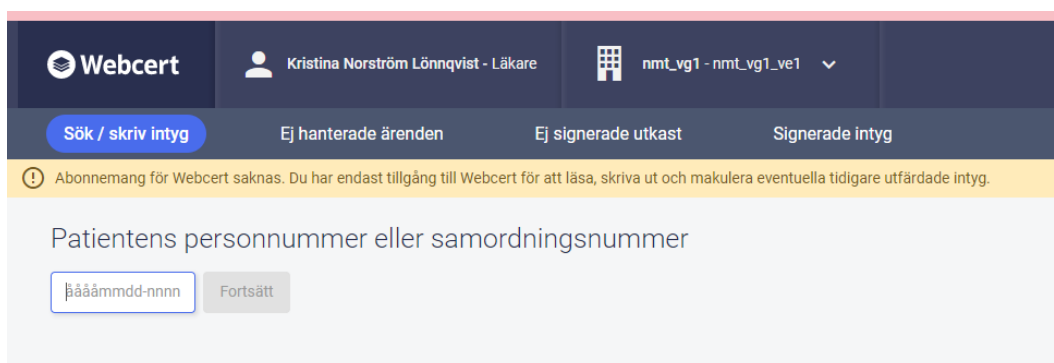 Webcert
Kristina Norström Lönnqvist - Läkare
nmt_vg1 - nmt_vg1_ve1
Sök / skriv intyg
Ej hanterade ärenden
Ej signerade utkast
Signerade intyg
Abonnemang för Webcert saknas. Du har endast tillgång till Webcert för att läsa, skriva ut och makulera eventuella tidigare utfärdade intyg.
Patientens personnummer eller samordningsnummer
ååååmmdd-nnnn
Fortsätt